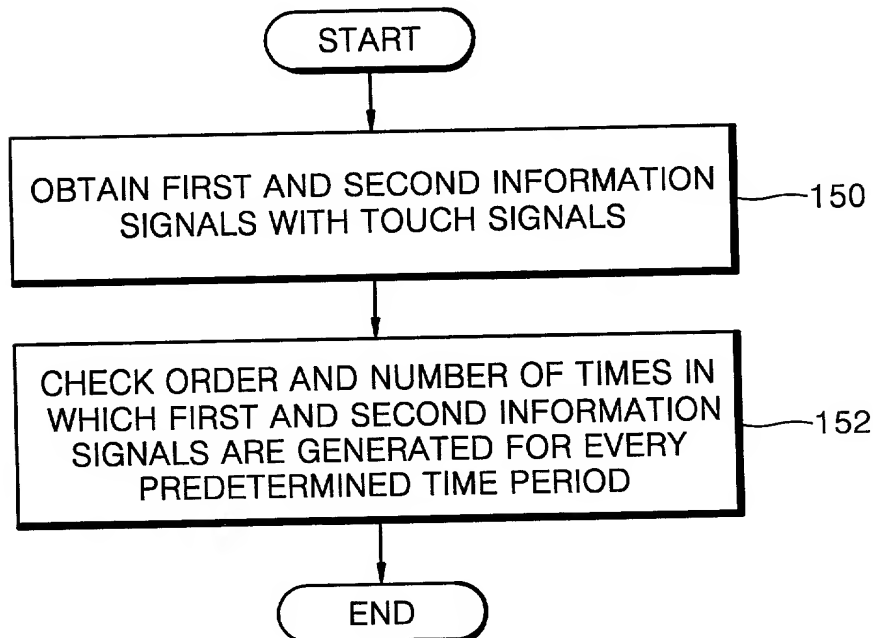 START
OBTAIN FIRST AND SECOND INFORMATION
SIGNALS WITH TOUCH SIGNALS
150
CHECK ORDER AND NUMBER OF TIMES IN
WHICH FIRST AND SECOND INFORMATION
SIGNALS ARE GENERATED FOR EVERY
PREDETERMINED TIME PERIOD
152
END